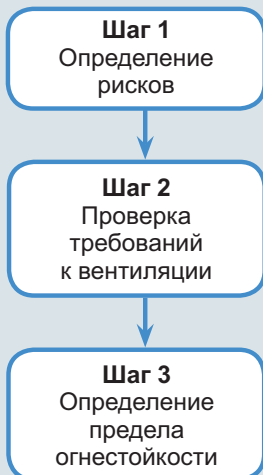 Шаг 1
Определение
рисков
Шаг 2
Проверка
требований
к вентиляции
Шаг 3
Определение
предела
огнестойкости